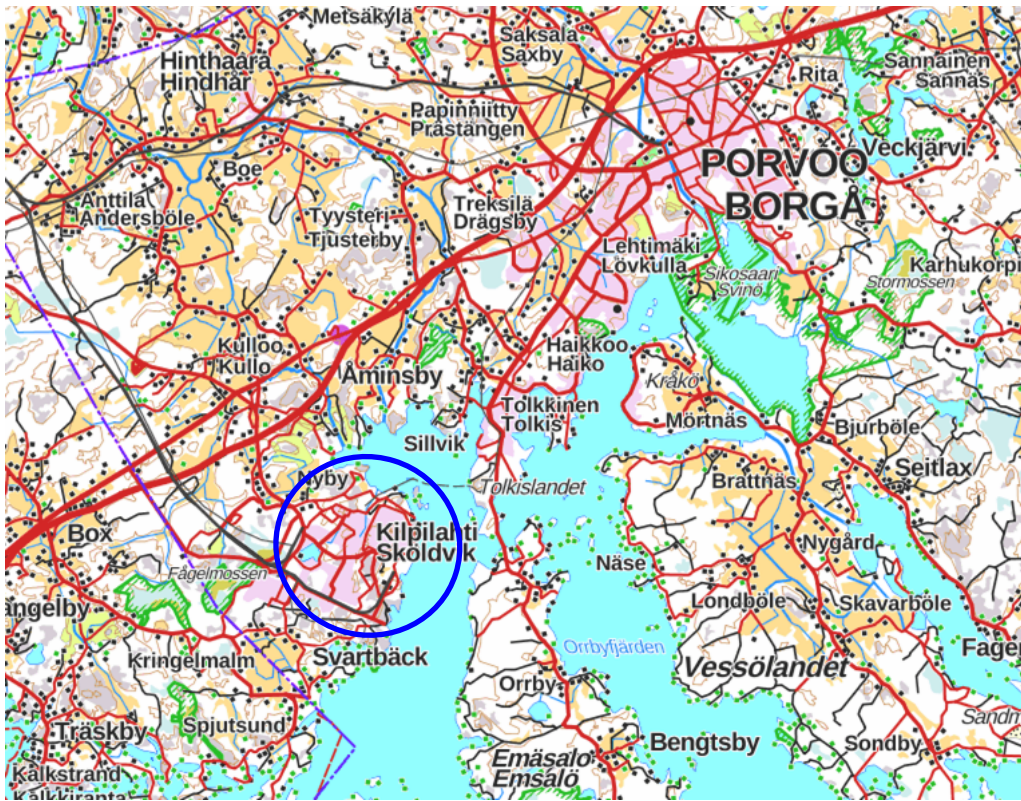 Metsäkylä
Saksala
Saxby
Hinthaara
Hindhår
Rita
Sannainen
Sannäs
Papinniitty
Prästängen
PORVOO
BORGÅ
Veckjärvi
Boe
Anttila
Andersböle
Treksilä
Drägsby
Tyysteri
Tjusterby
Lehtimäki
Lövkulla
Sikosaari
Svinö
Karhukorpi
Stormossen
Kulloo
Kullo
Haikkoo
Haiko
Åminsby
Kråkö
Tolkkinen
Tolkis
Mörtnäs
Bjurböle
Sillvik
Seitlax
Brattnäs
Tolkislandet
Kilpilahti
Sköldvik
Box
Nygård
Näse
Fågelmossen
Londböle
Skavarböle
Svartbäck
Orrbyfjärden
Kringelmalm
Vessölandet
Orrby
Spjutsund
Träskby
Bengtsby
Sondby
Emäsalo
Emsalö
Kalkstrand
Kalkkiranta